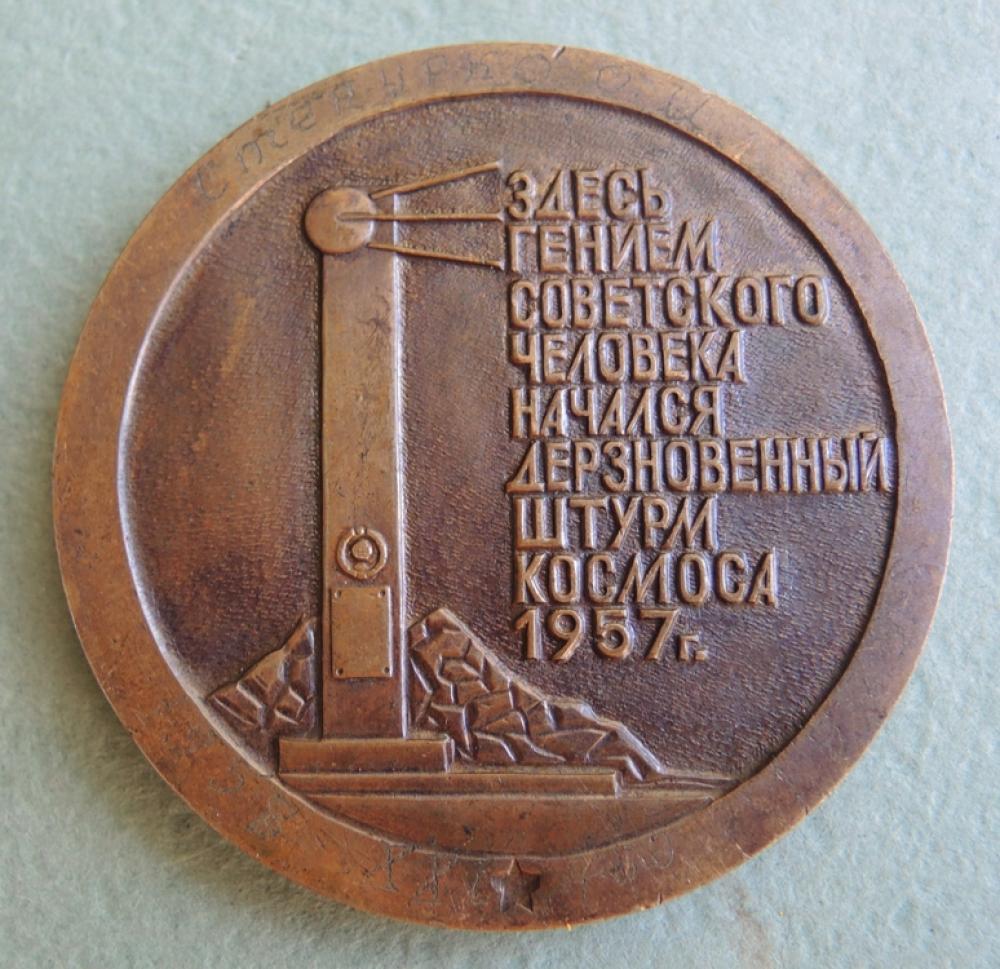 ЗДЕСЬ
ГЕНИЕМ
СОВЕТСКОГО
ЧЕЛОВЕКА
НАЧАЛСЯ
ДЕРЗНОВЕННЫЙ
ШТУРМ
КОСМОСА
1957г.